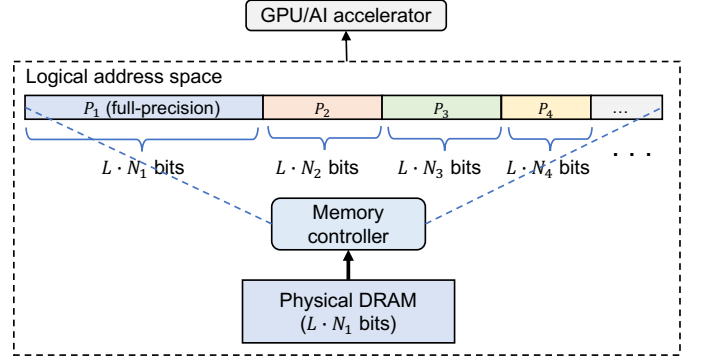 GPU/AI accelerator
Logical address space
P₁ (full-precision) P₂ P₃ P₄ ...
L · N₁ bits L · N₂ bits L · N₃ bits L · N₄ bits . . .
Memory
controller
Physical DRAM
(L · N₁ bits)